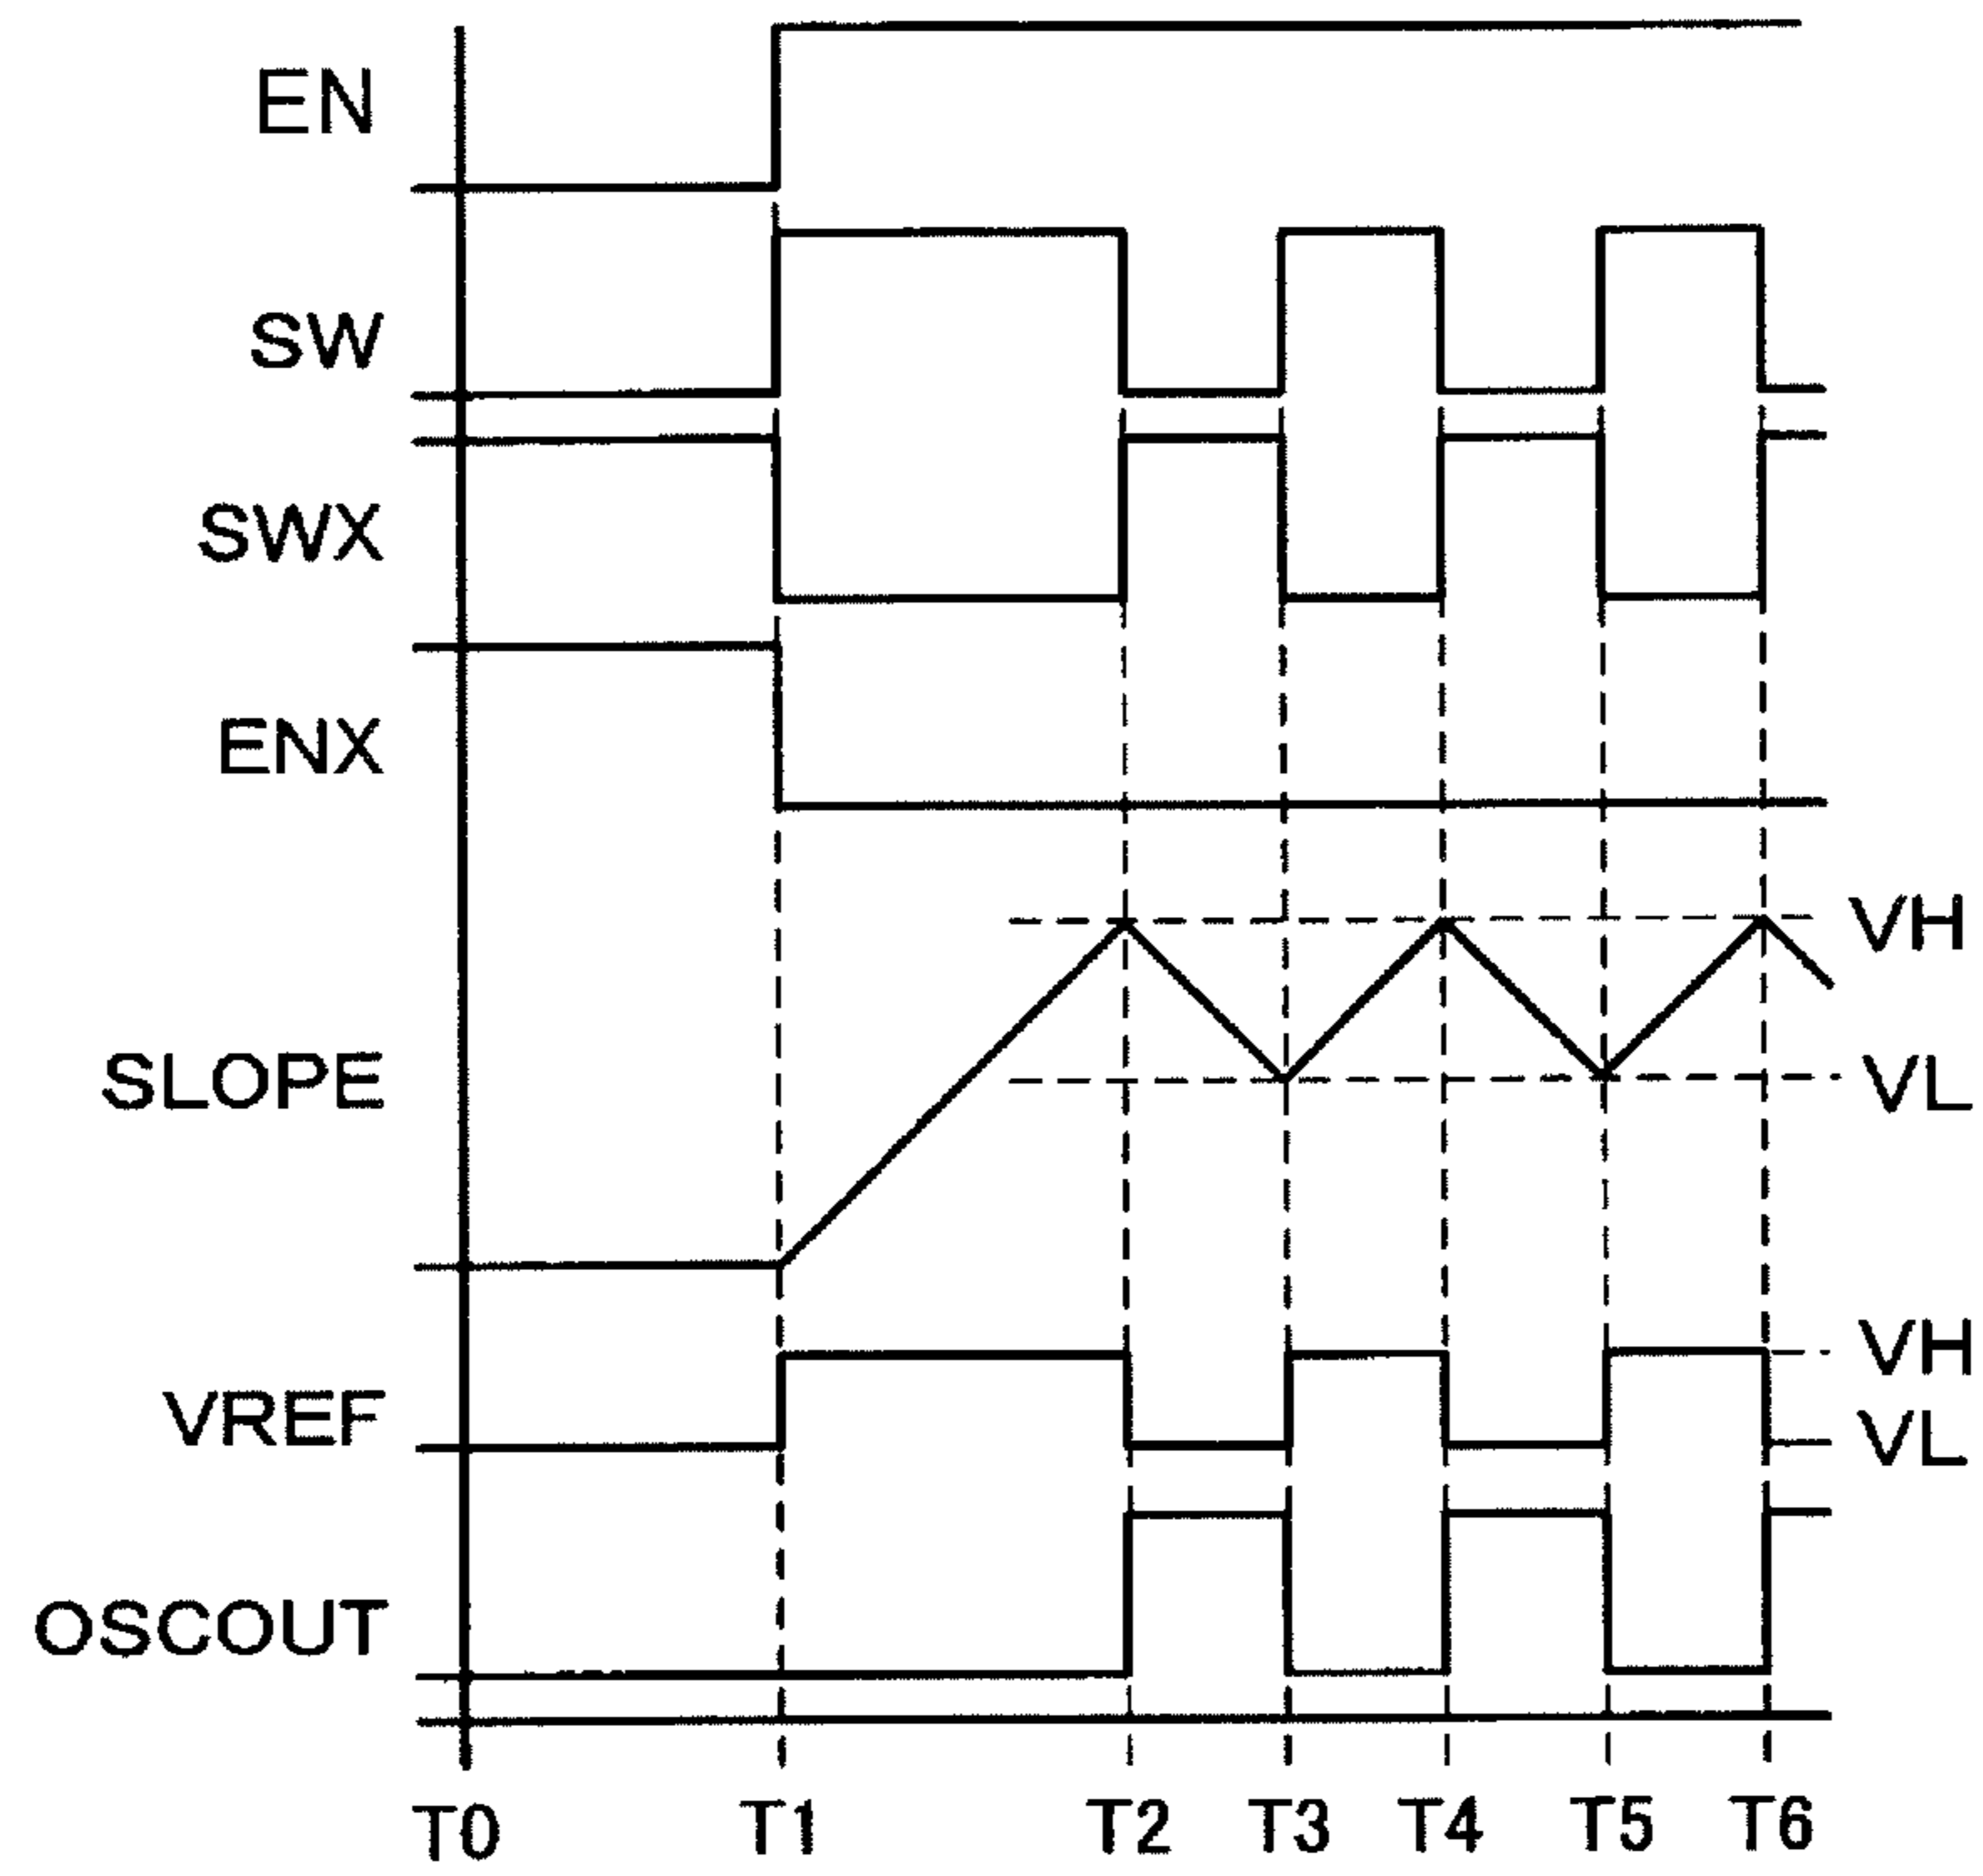 EN
SW
SWX
ENX
VH
SLOPE
VL
VH
VREF
VL
OSCOUT
T0 T1 T2 T3 T4 T5 T6